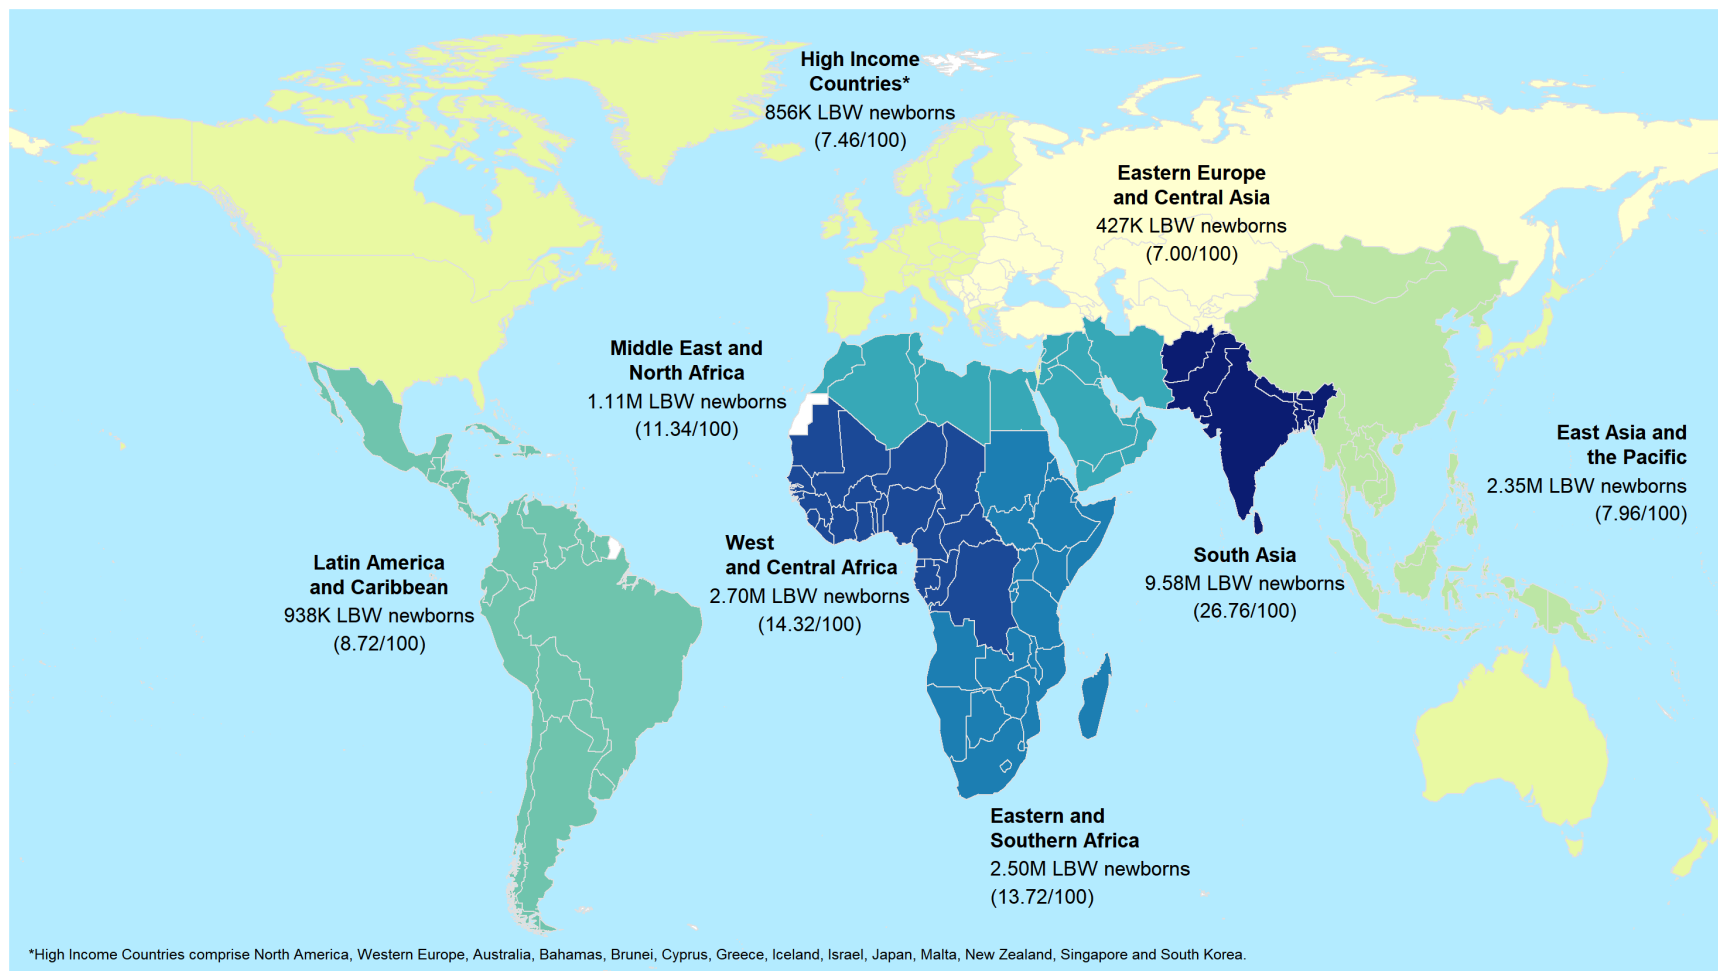 High Income
Countries*
856K LBW newborns
(7.46/100)
Eastern Europe
and Central Asia
427K LBW newborns
(7.00/100)
Middle East and
North Africa
1.11M LBW newborns
(11.34/100)
East Asia and
the Pacific
2.35M LBW newborns
(7.96/100)
West
and Central Africa
2.70M LBW newborns
(14.32/100)
South Asia
9.58M LBW newborns
(26.76/100)
Latin America
and Caribbean
938K LBW newborns
(8.72/100)
Eastern and
Southern Africa
2.50M LBW newborns
(13.72/100)
*High Income Countries comprise North America, Western Europe, Australia, Bahamas, Brunei, Cyprus, Greece, Iceland, Israel, Japan, Malta, New Zealand, Singapore and South Korea.